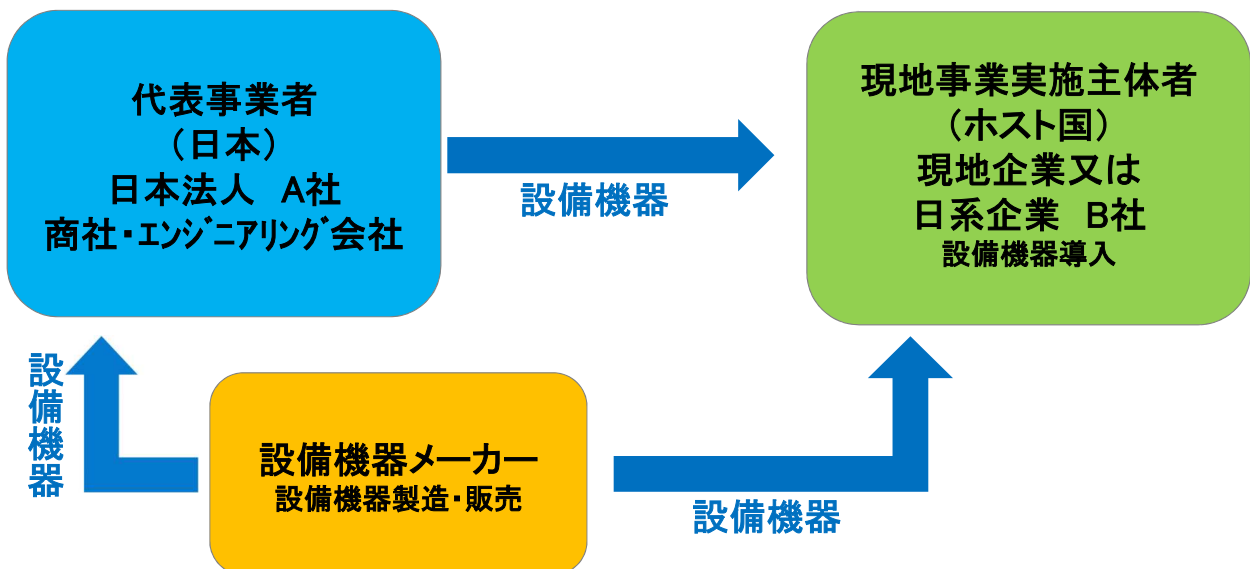 代表事業者
(日本)
日本法人　A社
商社・エンジニアリング会社
設備機器
現地事業実施主体者
(ホスト国)
現地企業又は
日系企業　B社
設備機器導入
設備機器
設備機器メーカー
設備機器製造・販売
設備機器